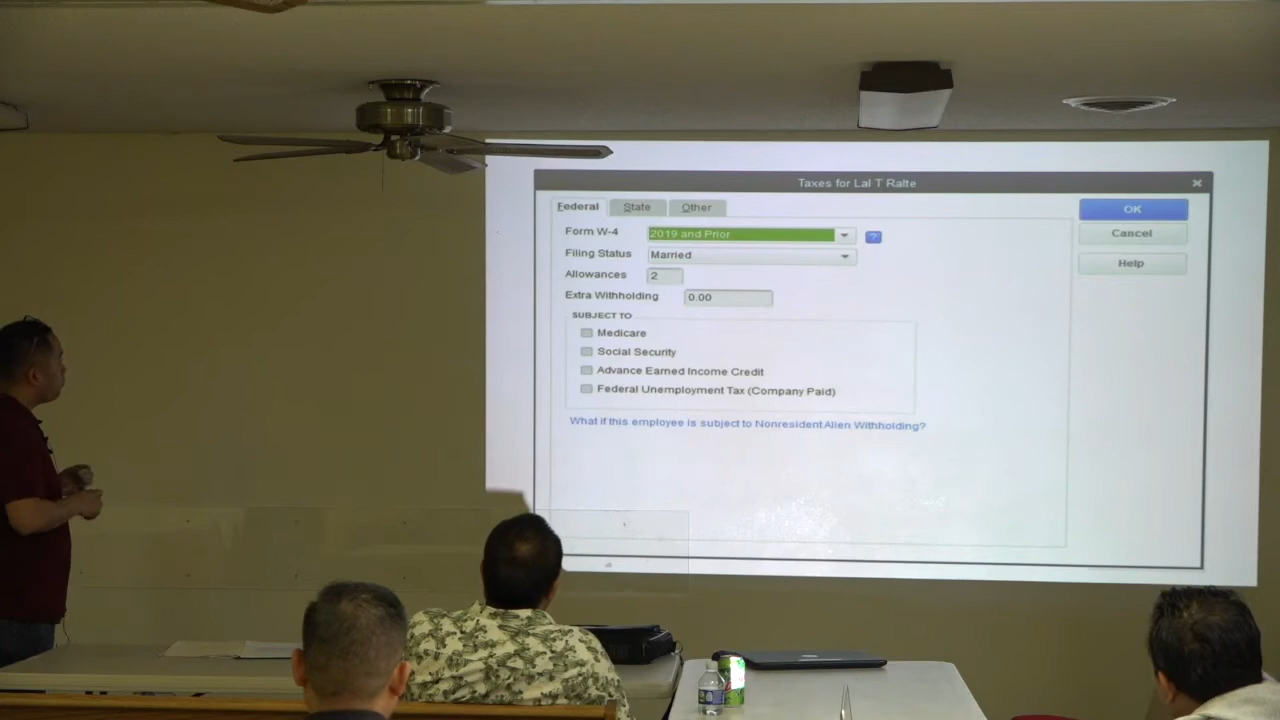 Taxes for Lal T Ralte
Federal State Other
OK
Form W-4 2019 and Prior ?
Cancel
Filing Status Married
Help
Allowances 2
Extra Withholding 0.00
SUBJECT TO
Medicare
Social Security
Advance Earned Income Credit
Federal Unemployment Tax (Company Paid)
What if this employee is subject to Nonresident Alien Withholding?